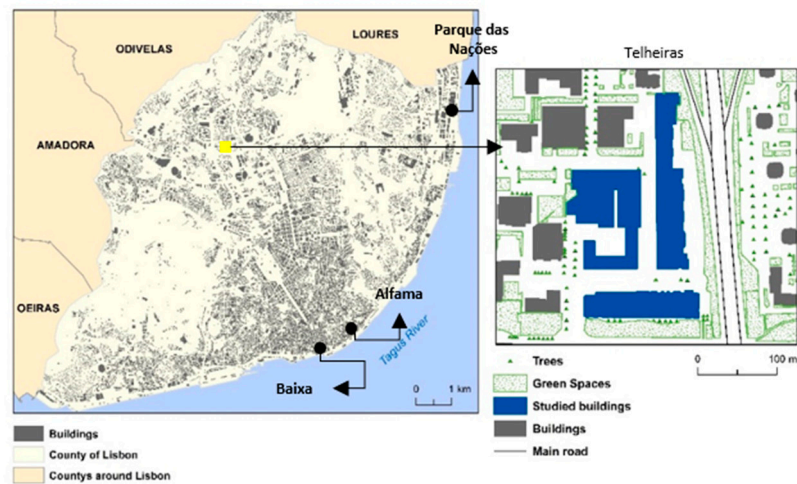 ODIVELAS
LOURES
Parque das
Nações
AMADORA
OEIRAS
Alfama
Tagus River
Baixa
0 1 km
Buildings
County of Lisbon
Countys around Lisbon
Telheiras
Trees
0 100 m
Green Spaces
Studied buildings
Buildings
Main road